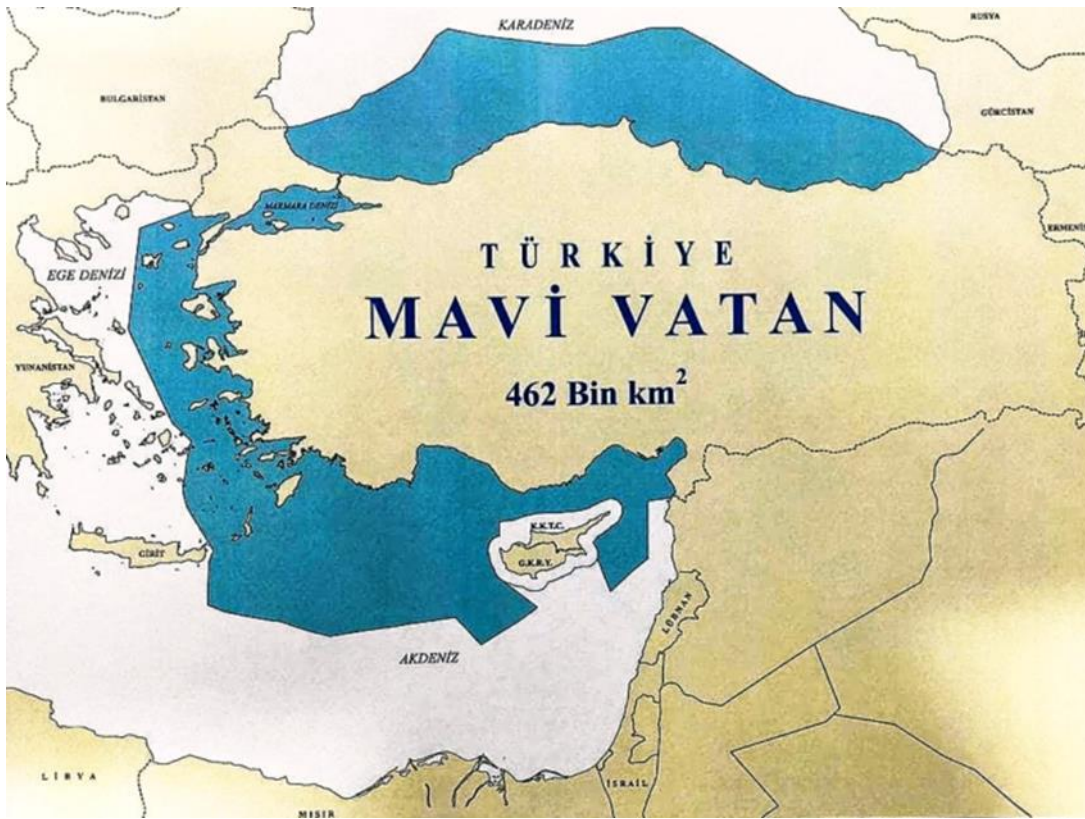 KARADENİZ
RUSYA
BULGARİSTAN
GÜRCİSTAN
MARMARA DENİZİ
ERMENİS
EGE DENİZİ
TÜRKİYE
MAVİ VATAN
YUNANİSTAN
462 Bin km²
K.K.T.C.
GİRİT
G.K.R.Y.
LÜBNAN
AKDENİZ
LİBYA
İSRAİL
MISIR